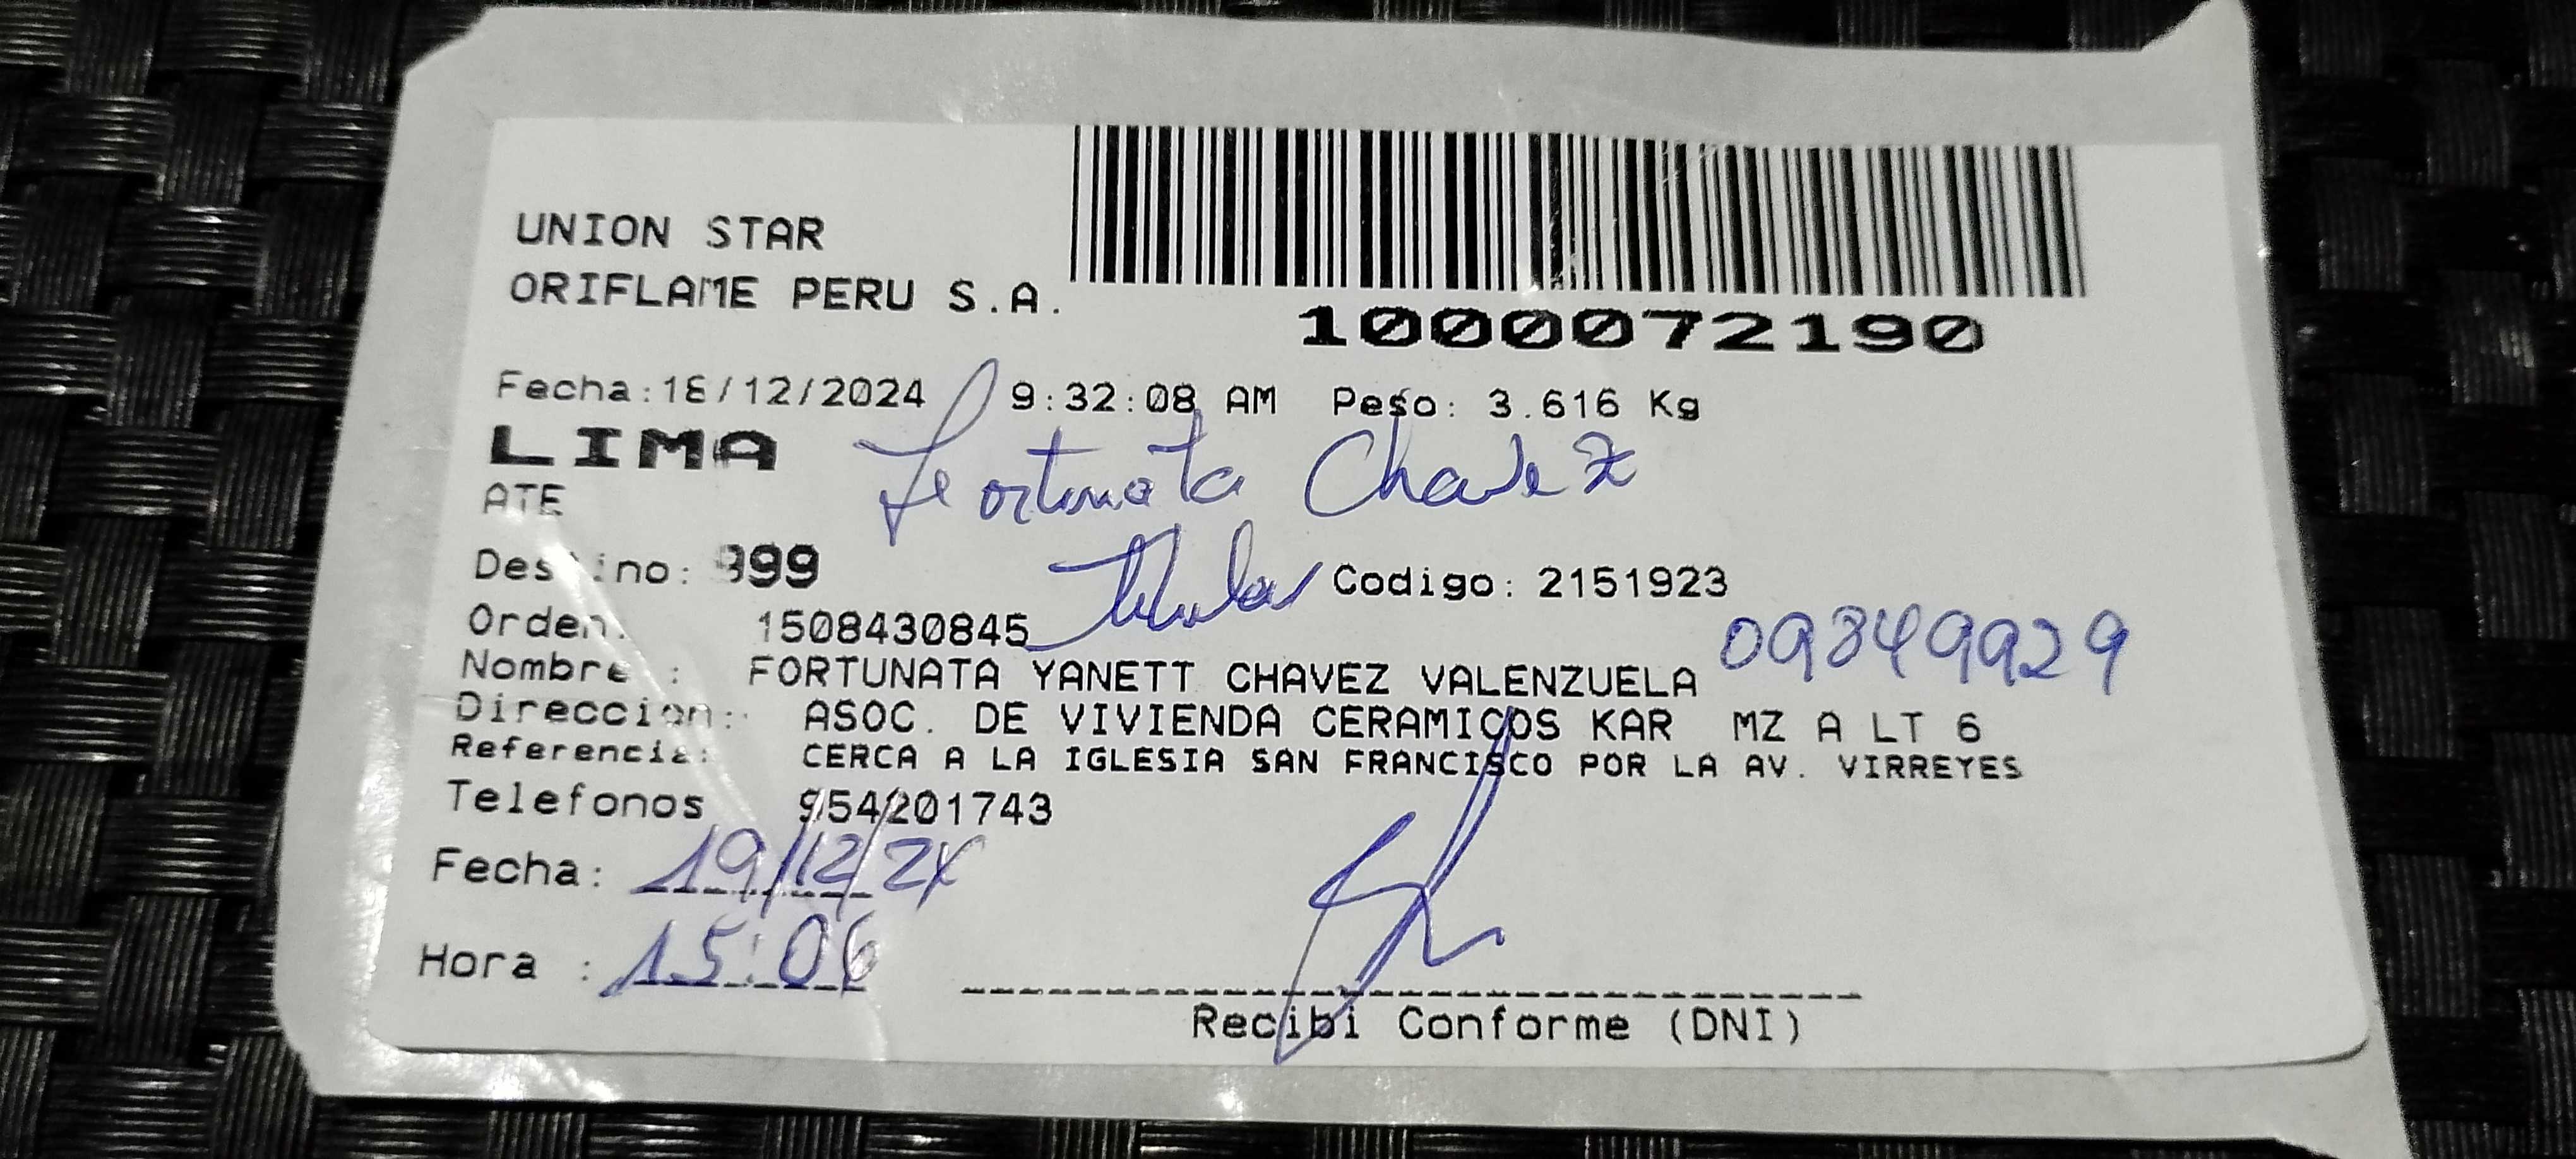 UNION STAR
ORIFLAME PERU S.A.
1000072190
Fecha:18/12/2024 9:32:08 AM Peso: 3.616 Kg
LIMA
Fortunata Chavez
ATE
Destino: 999
titular
Codigo: 2151923
Orden: 1508430845
09849929
Nombre : FORTUNATA YANETT CHAVEZ VALENZUELA
Direccion: ASOC. DE VIVIENDA CERAMICOS KAR MZ A LT 6
Referencia: CERCA A LA IGLESIA SAN FRANCISCO POR LA AV. VIRREYES
Telefonos 954201743
Fecha: 19/12/24
Hora : 15:06
Recibi Conforme (DNI)